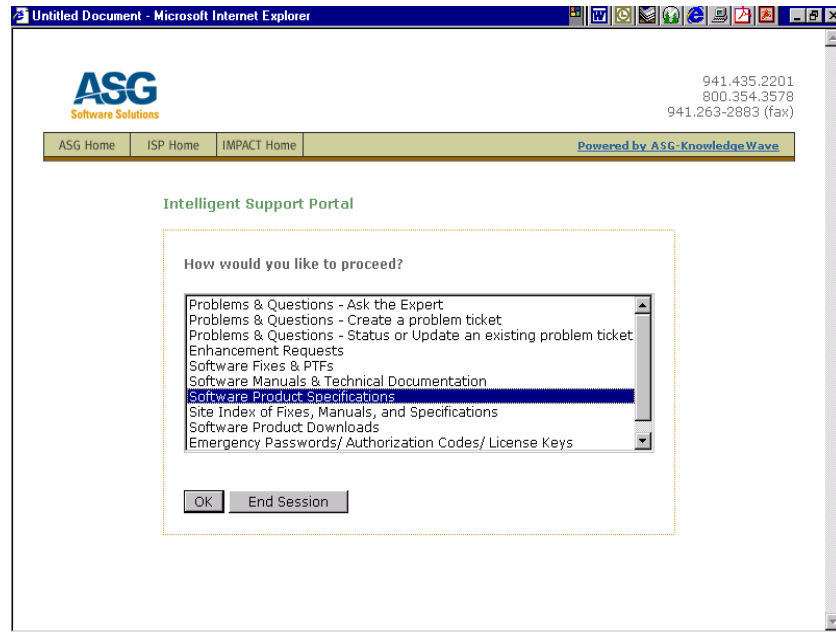 Untitled Document - Microsoft Internet Explorer
ASG
Software Solutions
941.435.2201
800.354.3578
941.263-2883 (fax)
ASG Home ISP Home IMPACT Home Powered by ASG-KnowledgeWave
Intelligent Support Portal
How would you like to proceed?
Problems & Questions - Ask the Expert
Problems & Questions - Create a problem ticket
Problems & Questions - Status or Update an existing problem ticket
Enhancement Requests
Software Fixes & PTFs
Software Manuals & Technical Documentation
Software Product Specifications
Site Index of Fixes, Manuals, and Specifications
Software Product Downloads
Emergency Passwords/ Authorization Codes/ License Keys
OK End Session